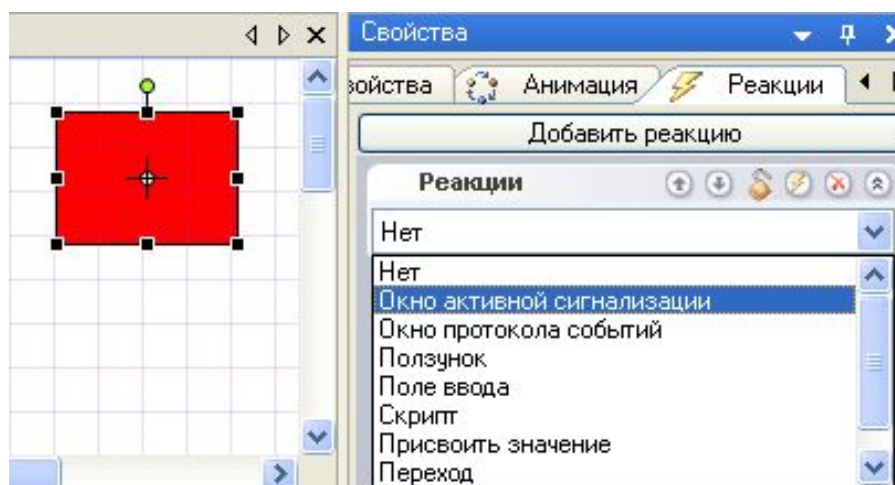 Свойства
войства Анимация Реакции
Добавить реакцию
Реакции
Нет
Нет
Окно активной сигнализации
Окно протокола событий
Ползунок
Поле ввода
Скрипт
Присвоить значение
Переход